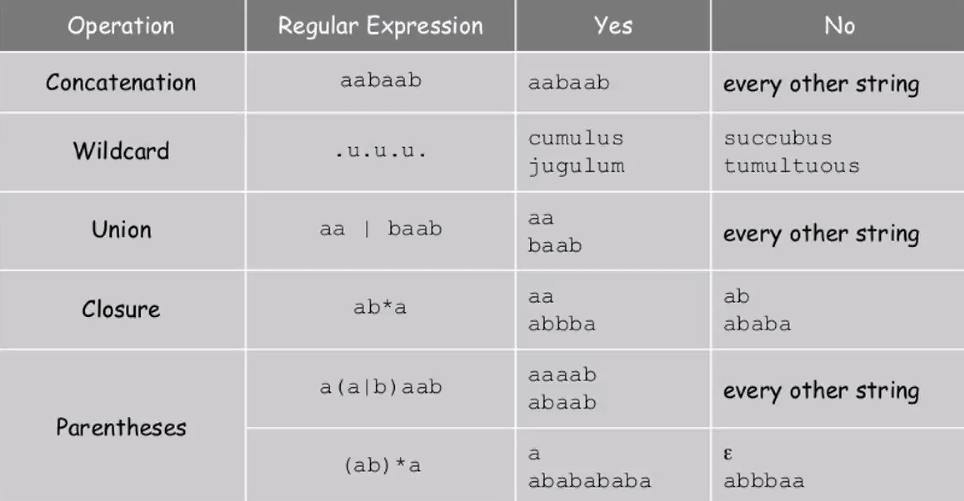 Operation Regular Expression Yes No
Concatenation aabaab aabaab every other string
Wildcard .u.u.u. cumulus succubus
jugulum tumultuous
Union aa | baab aa every other string
baab
Closure ab*a aa ab
abbba ababa
Parentheses a(a|b)aab aaaab every other string
abaab
(ab)*a a ε
ababababa abbbaa